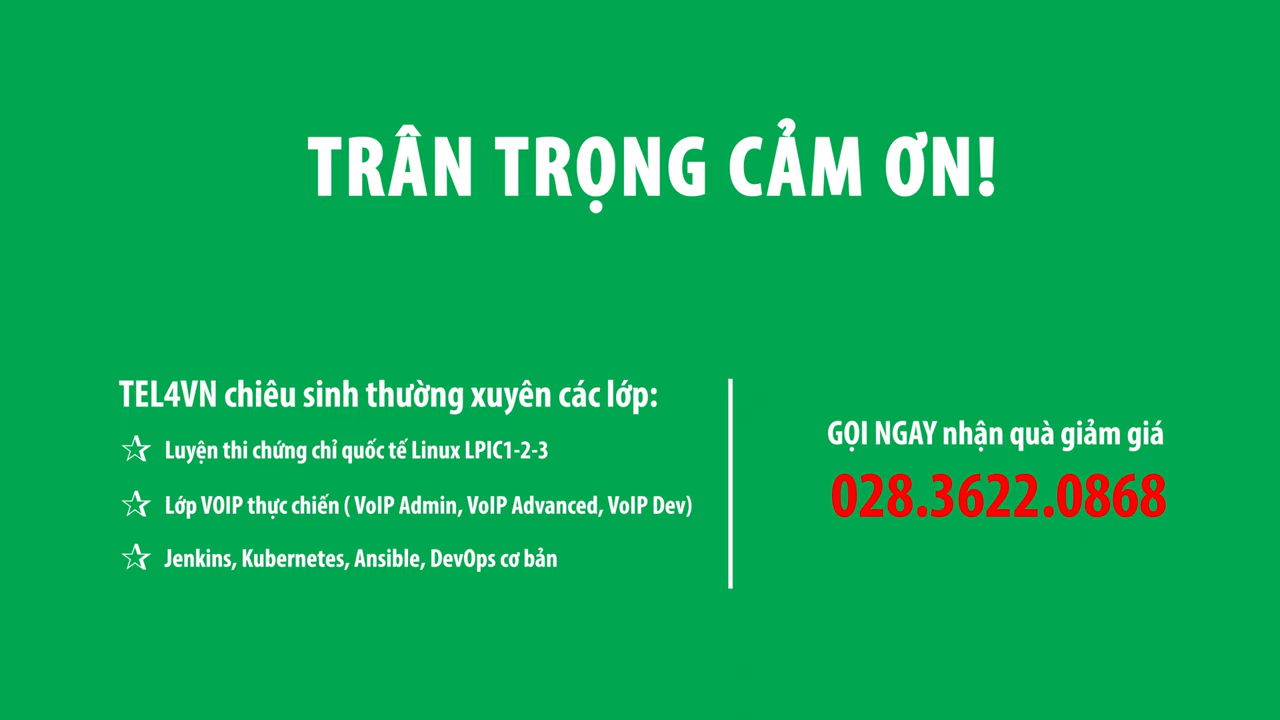 TRÂN TRỌNG CẢM ƠN!
TEL4VN chiêu sinh thường xuyên các lớp:
Luyện thi chứng chỉ quốc tế Linux LPIC1-2-3
Lớp VOIP thực chiến ( VoIP Admin, VoIP Advanced, VoIP Dev)
Jenkins, Kubernetes, Ansible, DevOps cơ bản
GỌI NGAY nhận quà giảm giá
028.3622.0868